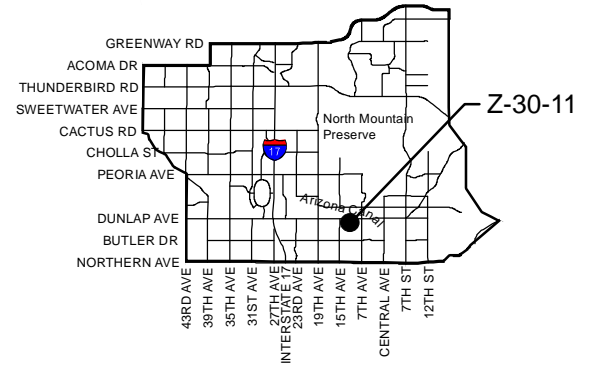 GREENWAY RD
ACOMA DR
THUNDERBIRD RD
SWEETWATER AVE
CACTUS RD
CHOLLA ST
PEORIA AVE
DUNLAP AVE
BUTLER DR
NORTHERN AVE
North Mountain
Preserve
17
Arizona Canal
Z-30-11
43RD AVE
39TH AVE
35TH AVE
31ST AVE
27TH AVE
INTERSTATE 17
23RD AVE
19TH AVE
15TH AVE
7TH AVE
CENTRAL AVE
7TH ST
12TH ST